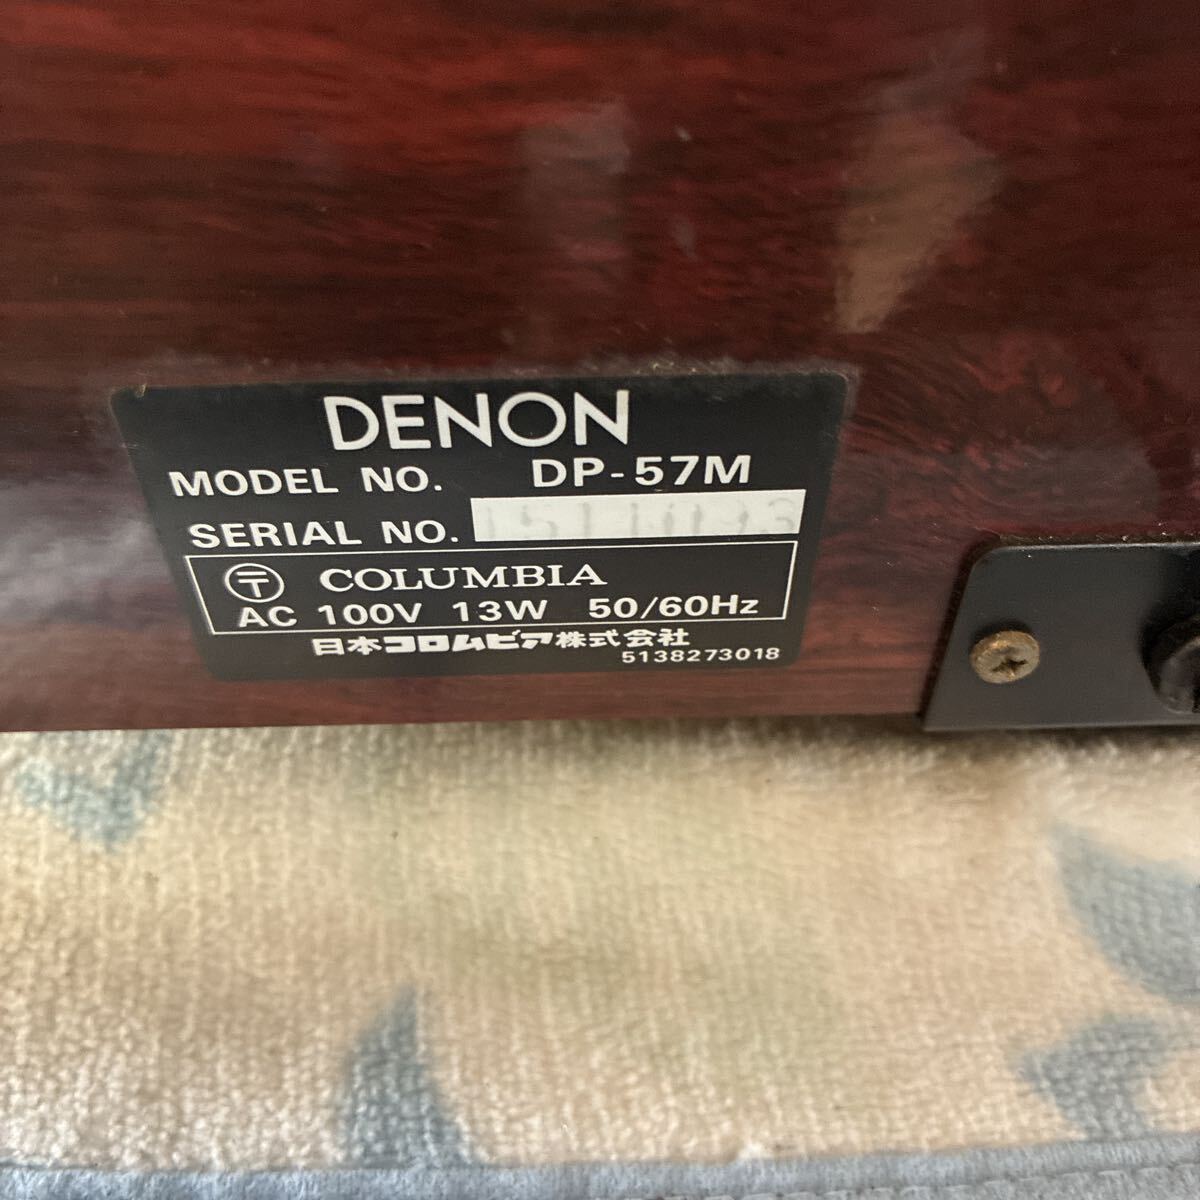 DENON
MODEL NO. DP-57M
SERIAL NO.
〒 COLUMBIA
AC 100V 13W 50/60Hz
日本コロムビア株式会社
5138273018